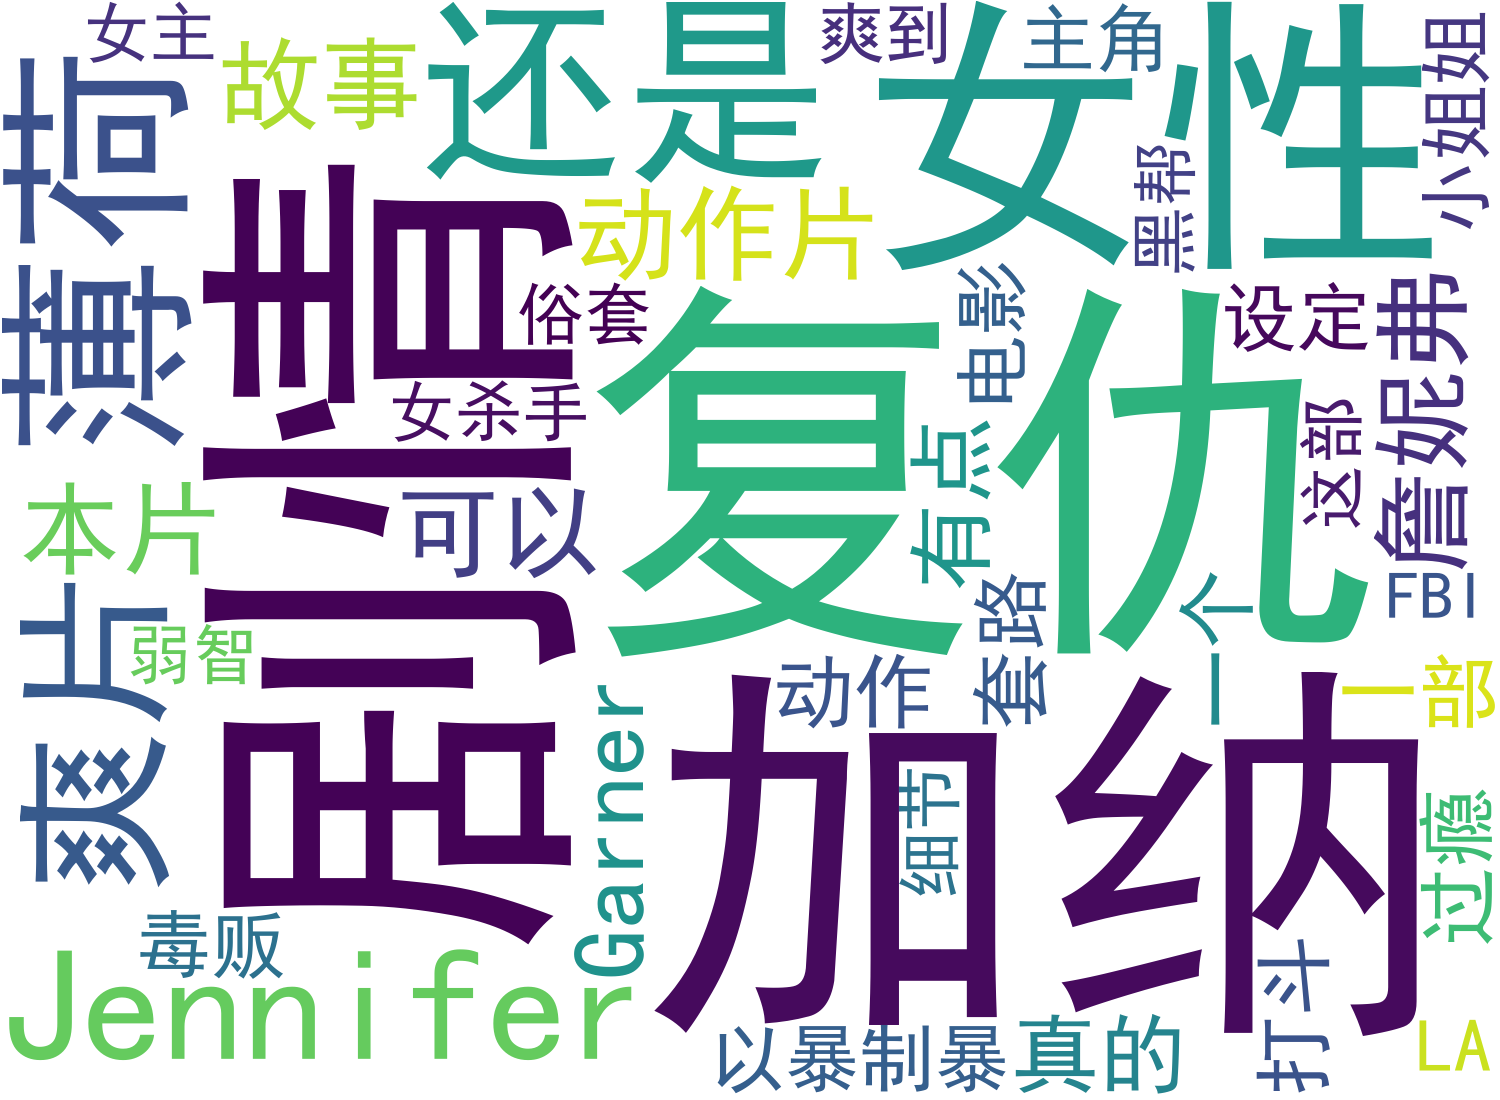 女主
故事
还是
爽到
主角
女性
小姐姐
薄荷
剧情
动作片
黑帮
俗套
复仇
电影
设定
詹妮弗
女杀手
有点
这部
本片
可以
爽片
弱智
套路
一个
FBI
动作
一部
加纳
Garner
细节
过瘾
毒贩
Jennifer
打斗
以暴制暴
真的
LA